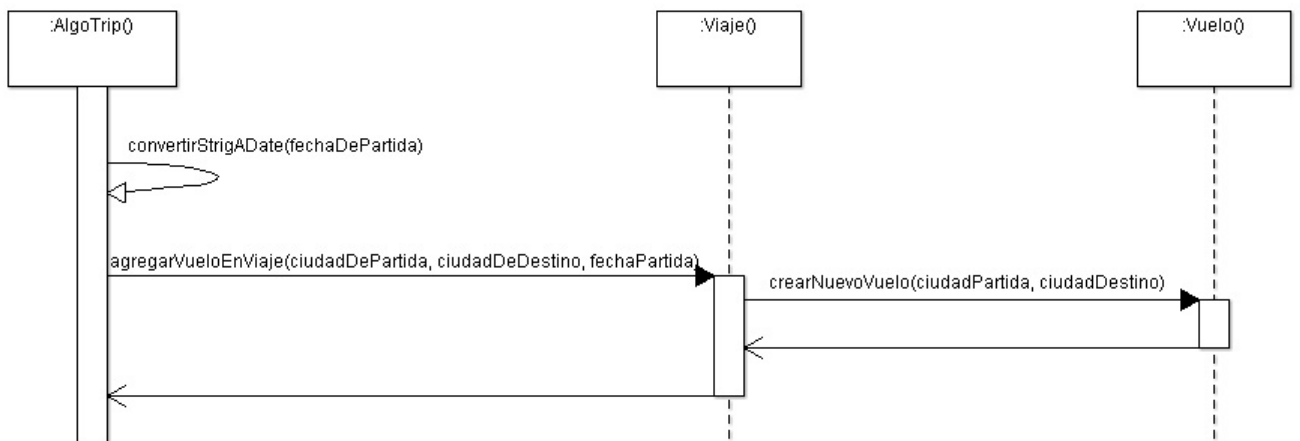 :AlgoTrip()
:Viaje()
:Vuelo()
convertirStrigADate(fechaDePartida)
agregarVueloEnViaje(ciudadDePartida, ciudadDeDestino, fechaPartida)
crearNuevoVuelo(ciudadPartida, ciudadDestino)